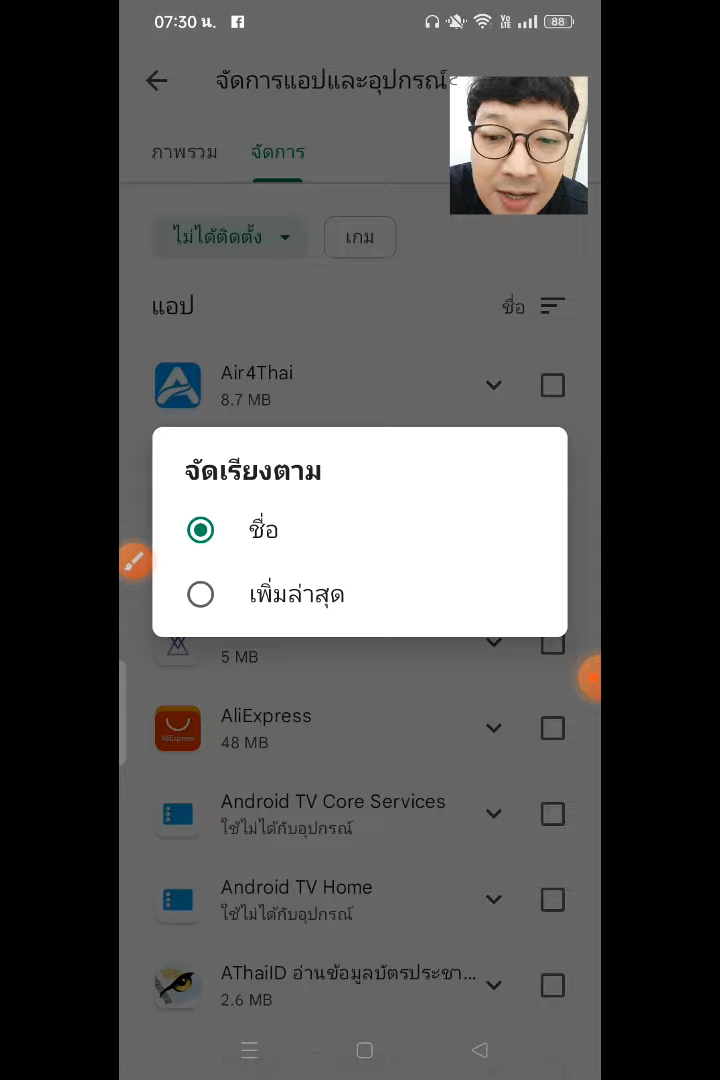 07:30 น.
VO LTE 88
จัดการแอปและอุปกรณ์
ภาพรวม จัดการ
ไม่ได้ติดตั้ง เกม
แอป ชื่อ
Air4Thai
8.7 MB
จัดเรียงตาม
ชื่อ
เพิ่มล่าสุด
5 MB
AliExpress
AliExpress
48 MB
Android TV Core Services
ใช้ไม่ได้กับอุปกรณ์
Android TV Home
ใช้ไม่ได้กับอุปกรณ์
AThaiID อ่านข้อมูลบัตรประชา...
2.6 MB